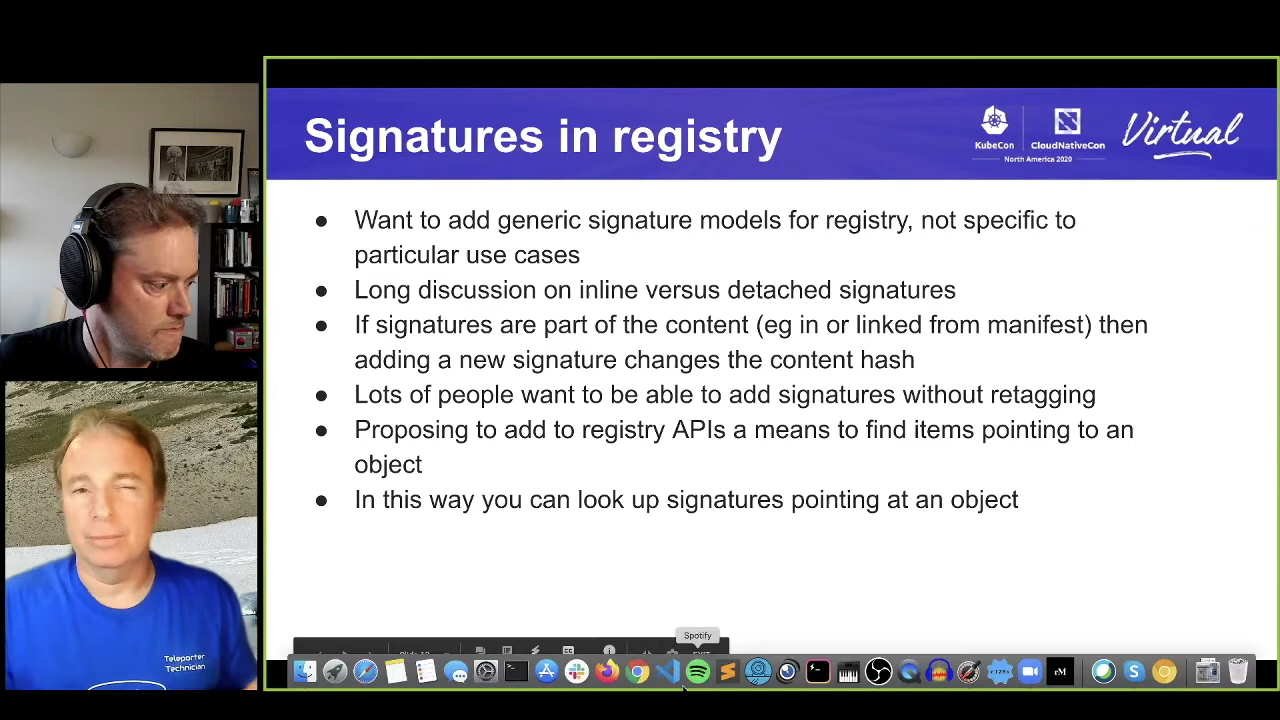 Signatures in registry
KubeCon
CloudNativeCon
North America 2020
Virtual
● Want to add generic signature models for registry, not specific to
particular use cases
● Long discussion on inline versus detached signatures
● If signatures are part of the content (eg in or linked from manifest) then
adding a new signature changes the content hash
● Lots of people want to be able to add signatures without retagging
● Proposing to add to registry APIs a means to find items pointing to an
object
● In this way you can look up signatures pointing at an object
Teleporter
Technician
Spotify